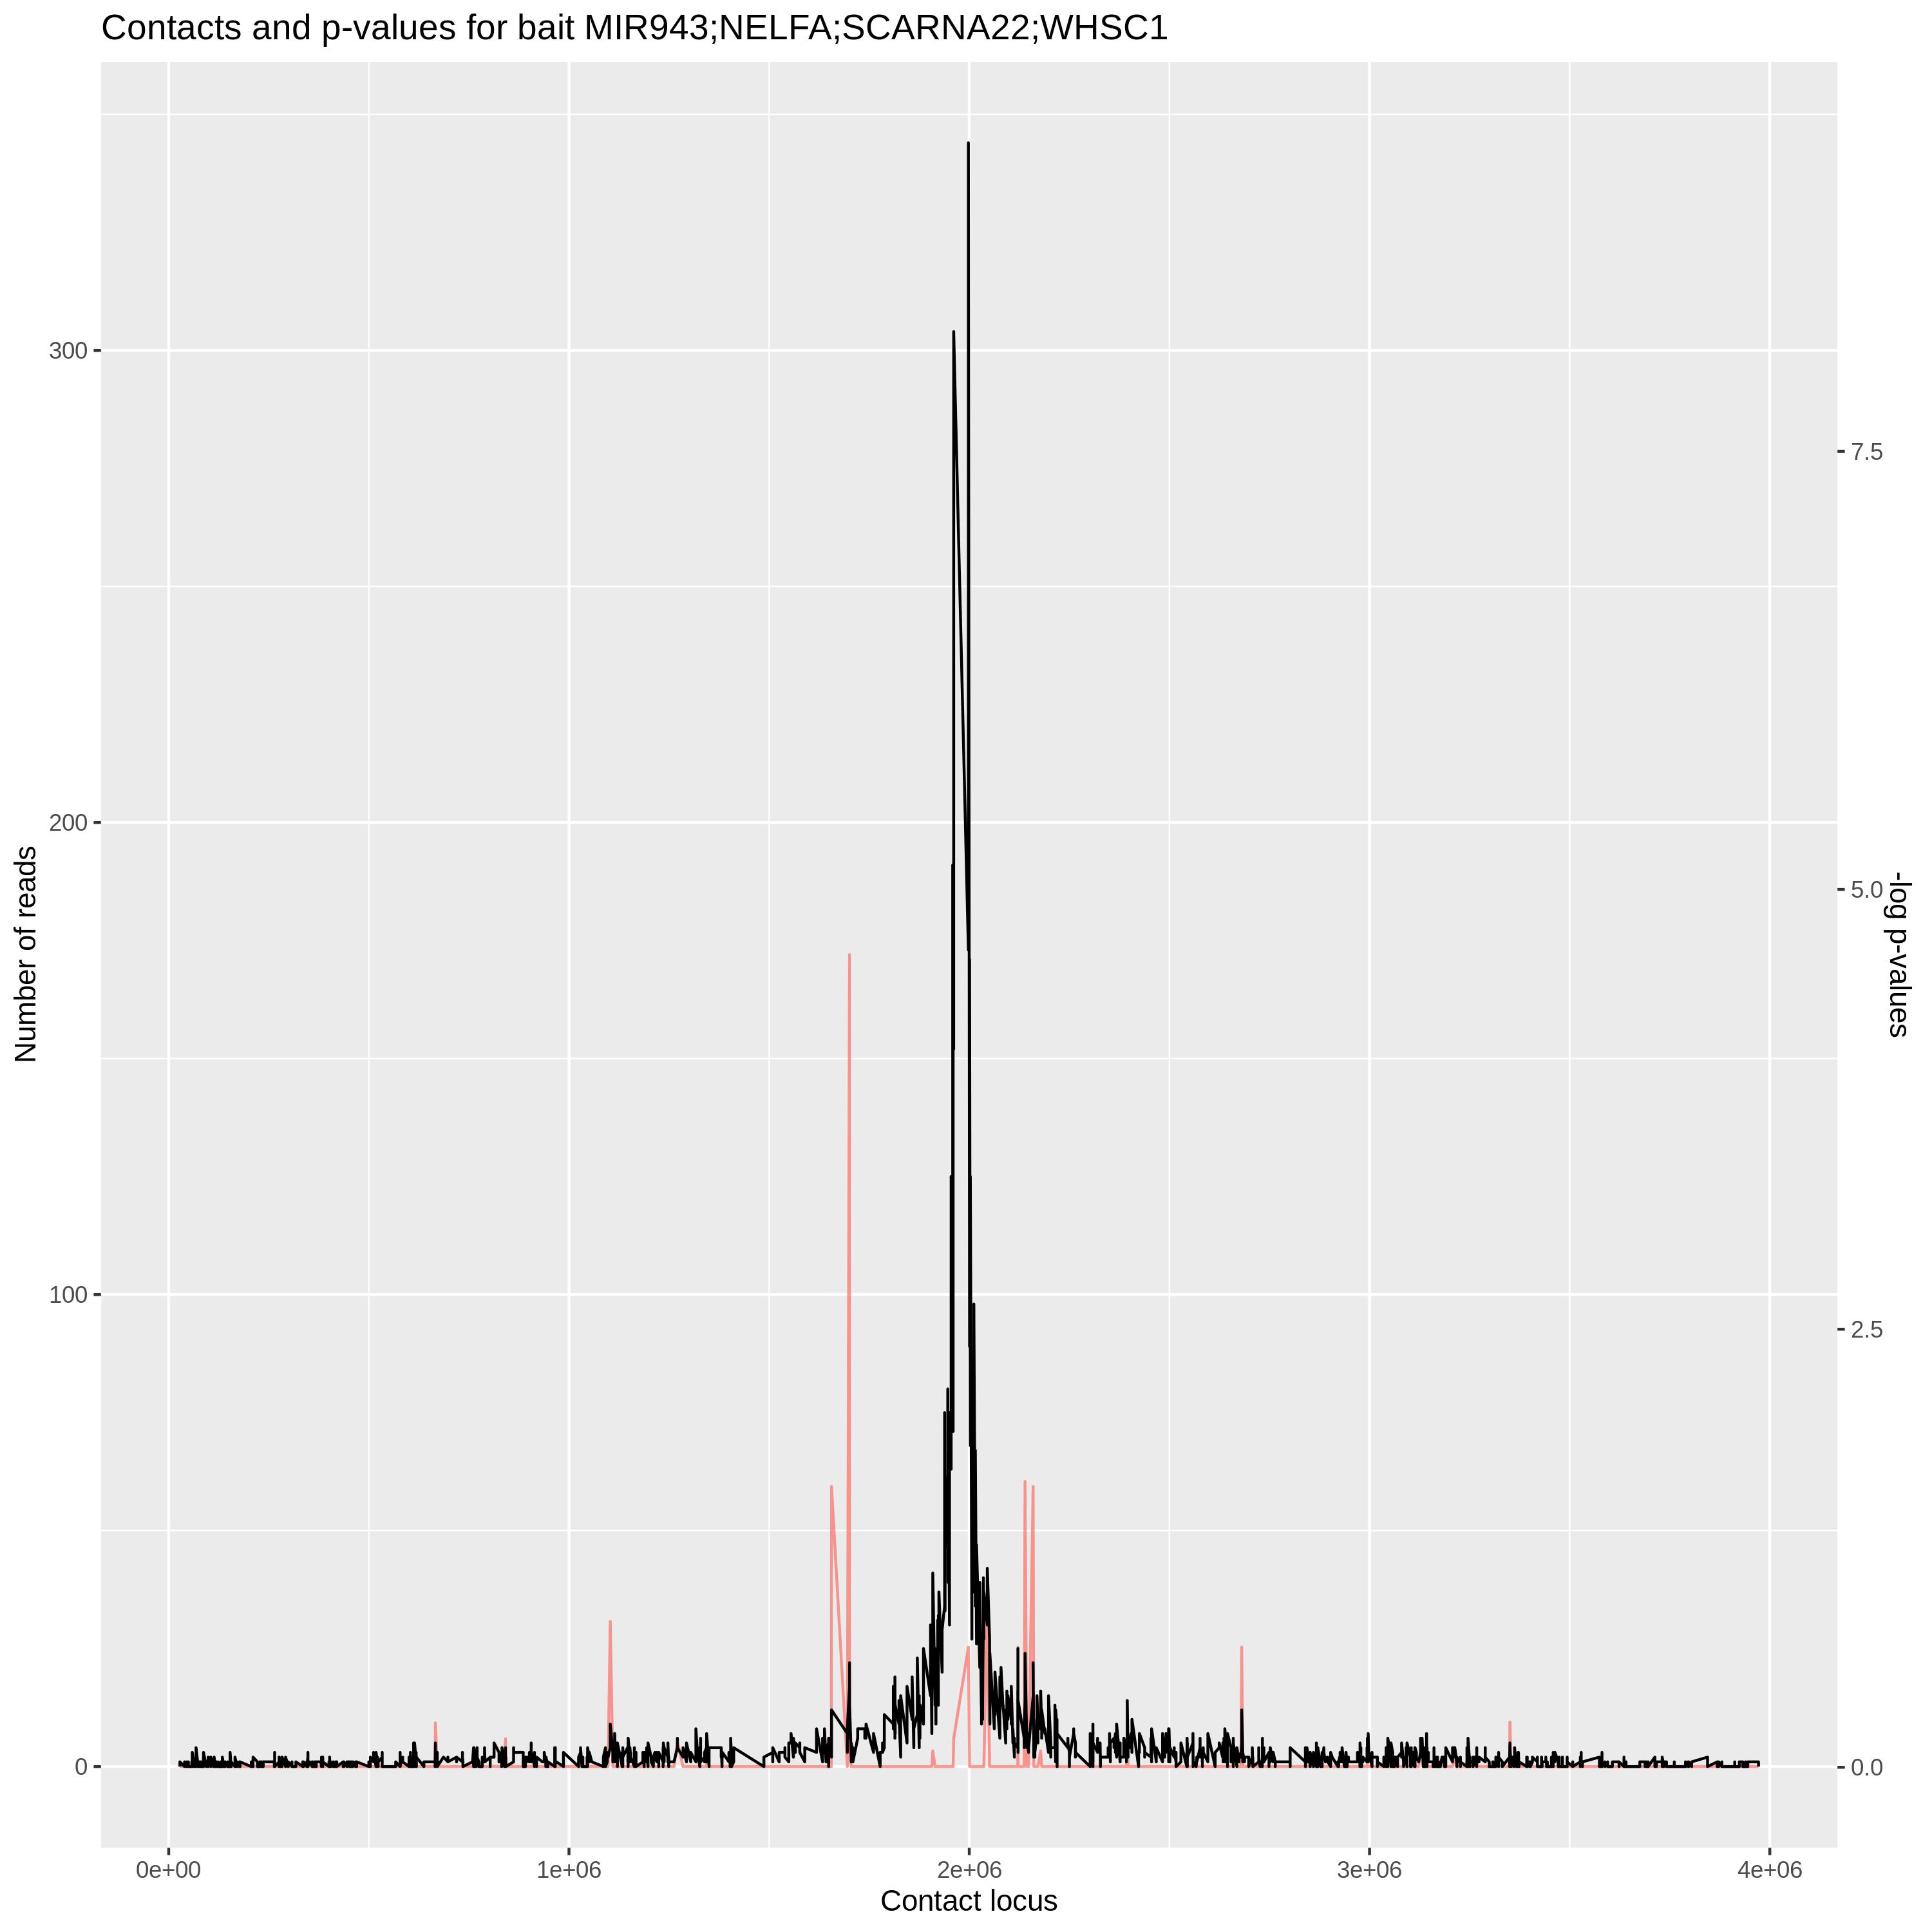 Contacts and p-values for bait MIR943;NELFA;SCARNA22;WHSC1
Number of reads
300
200
100
0
7.5
5.0
2.5
0.0
-log p-values
0e+00
1e+06
2e+06
3e+06
4e+06
Contact locus